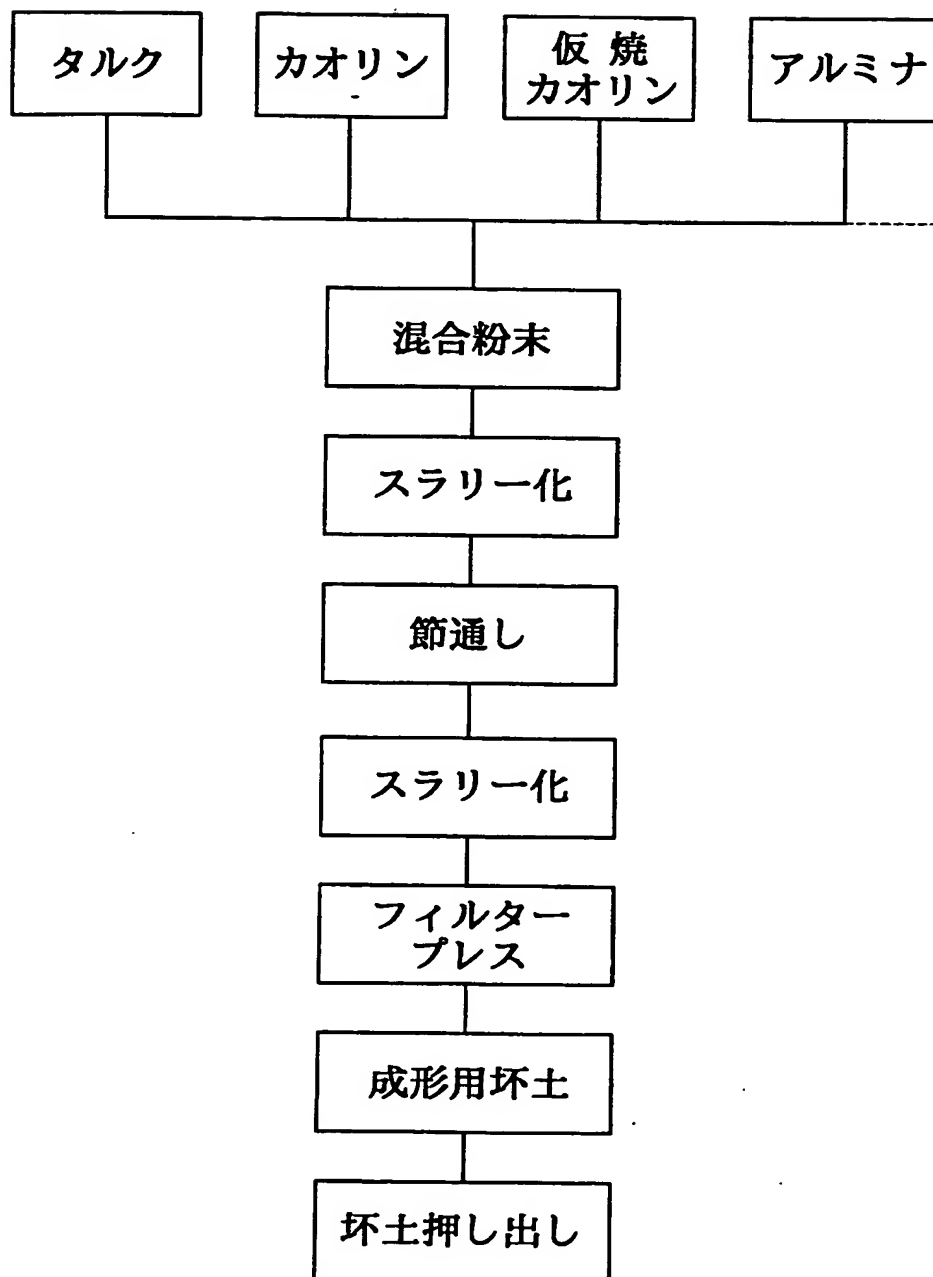 タルク
カオリン
仮 焼
カオリン
アルミナ
混合粉末
スラリー化
節通し
スラリー化
フィルター
プレス
成形用坏土
坏土押し出し